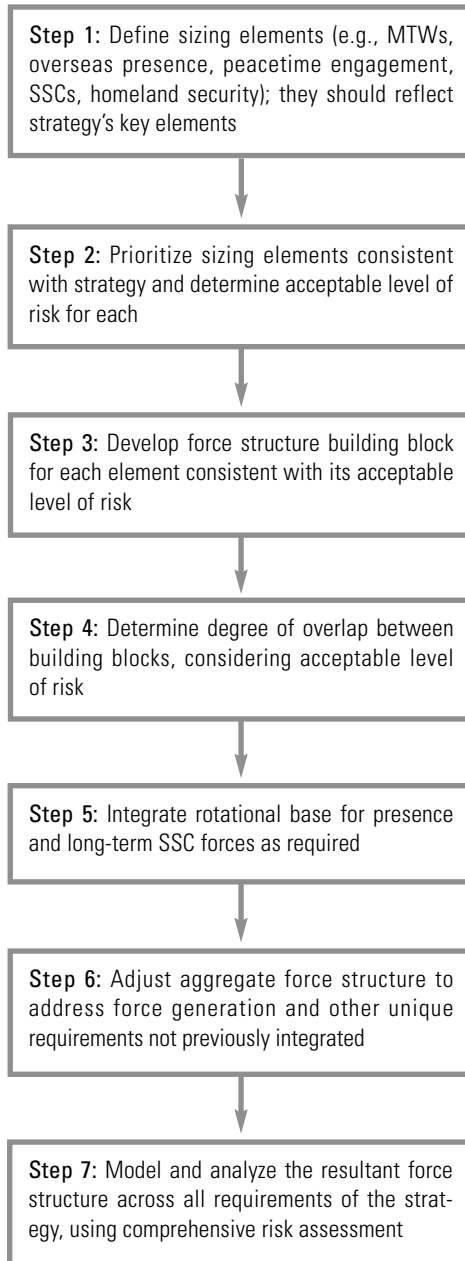 Step 1: Define sizing elements (e.g., MTWs,
overseas presence, peacetime engagement,
SSCs, homeland security); they should reflect
strategy's key elements
Step 2: Prioritize sizing elements consistent
with strategy and determine acceptable level of
risk for each
Step 3: Develop force structure building block
for each element consistent with its acceptable
level of risk
Step 4: Determine degree of overlap between
building blocks, considering acceptable level
of risk
Step 5: Integrate rotational base for presence
and long-term SSC forces as required
Step 6: Adjust aggregate force structure to
address force generation and other unique
requirements not previously integrated
Step 7: Model and analyze the resultant force
structure across all requirements of the strat-
egy, using comprehensive risk assessment